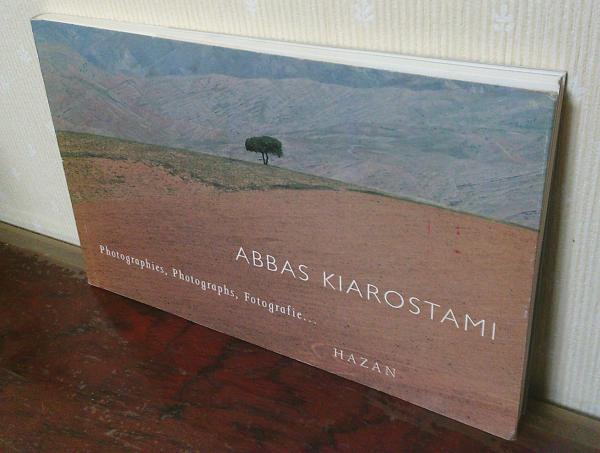 ABBAS KIAROSTAMI
Photographies, Photographs, Fotografie...
HAZAN